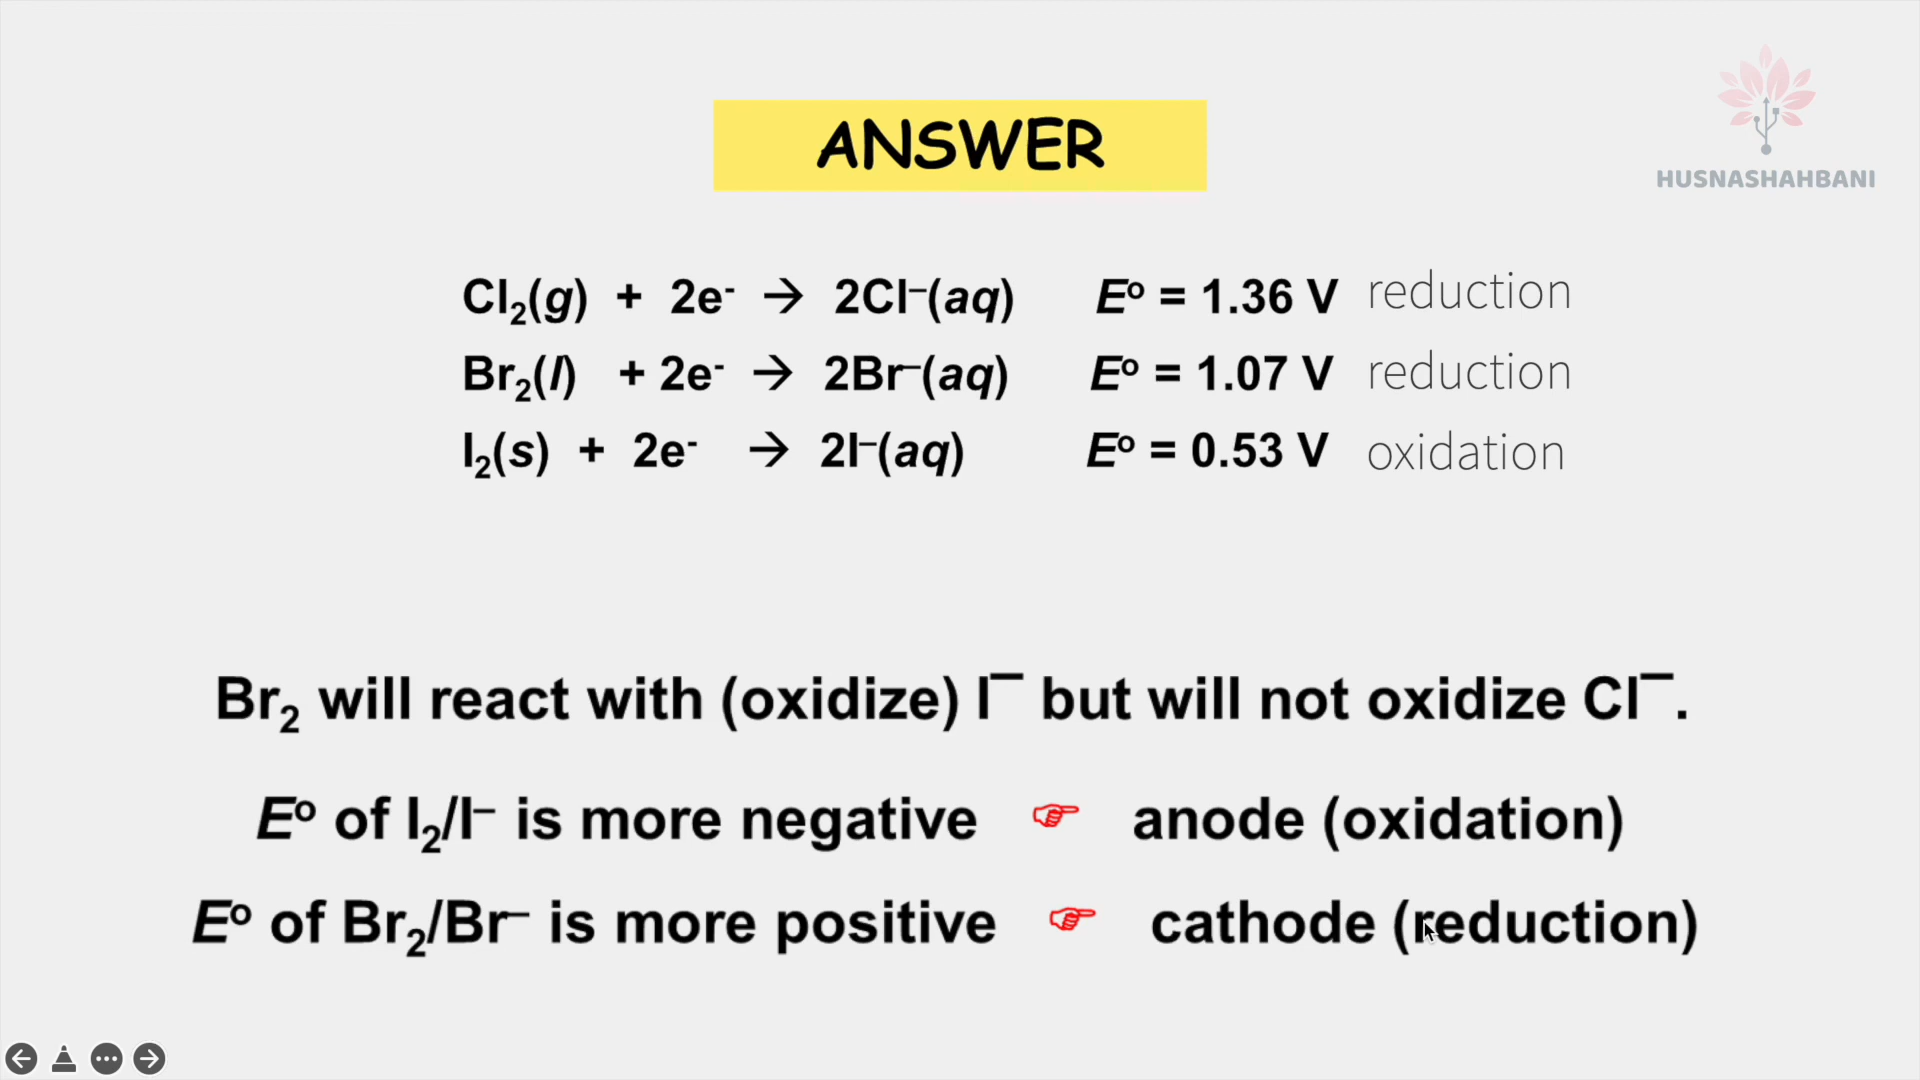 ANSWER
HUSNASHAHBANI
Cl₂(g) + 2e⁻ → 2Cl⁻(aq) E° = 1.36 V reduction
Br₂(l) + 2e⁻ → 2Br⁻(aq) E° = 1.07 V reduction
I₂(s) + 2e⁻ → 2I⁻(aq) E° = 0.53 V oxidation
Br₂ will react with (oxidize) I⁻ but will not oxidize Cl⁻.
E° of I₂/I⁻ is more negative ☞ anode (oxidation)
E° of Br₂/Br⁻ is more positive ☞ cathode (reduction)